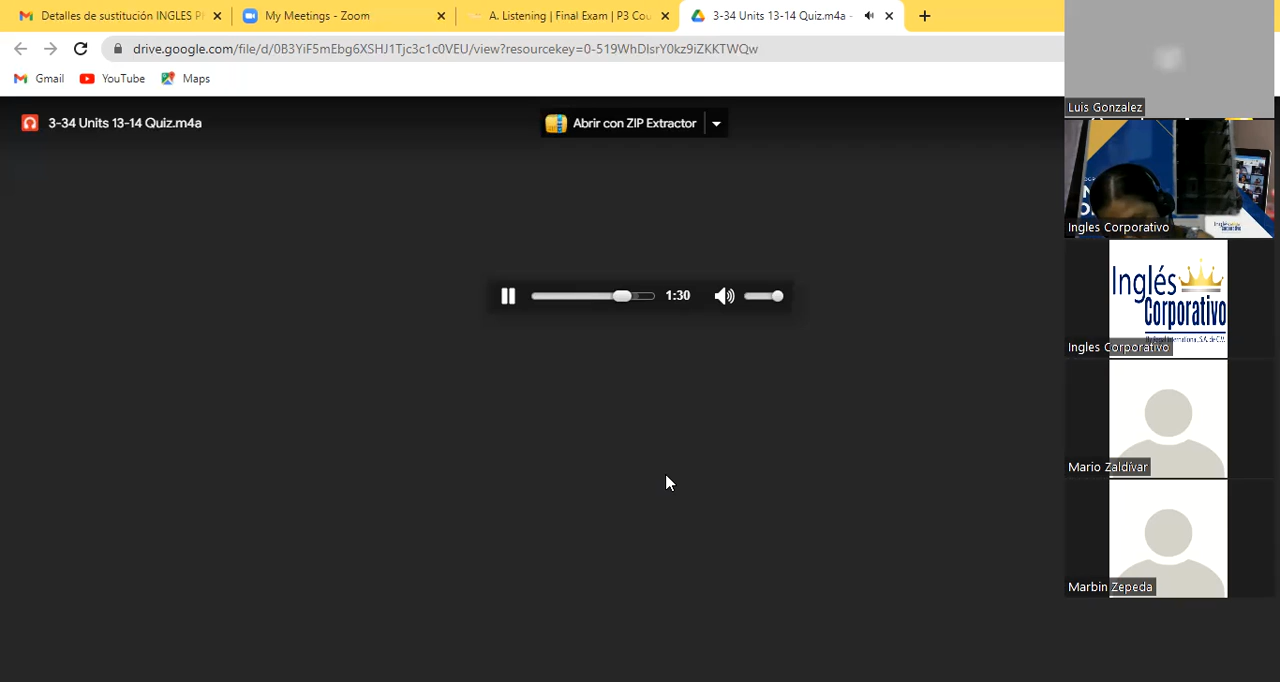 Detalles de sustitución INGLES P
My Meetings - Zoom
A. Listening | Final Exam | P3 Cou
3-34 Units 13-14 Quiz.m4a -
drive.google.com/file/d/0B3YiF5mEbg6XSHJ1Tjc3c1c0VEU/view?resourcekey=0-519WhDlsrY0kz9iZKKTWQw
Gmail
YouTube
Maps
3-34 Units 13-14 Quiz.m4a
Abrir con ZIP Extractor
1:30
Luis Gonzalez
Ingles Corporativo
Inglés
Corporativo
Ingles Corporativo
Mario Zaldívar
Marbin Zepeda